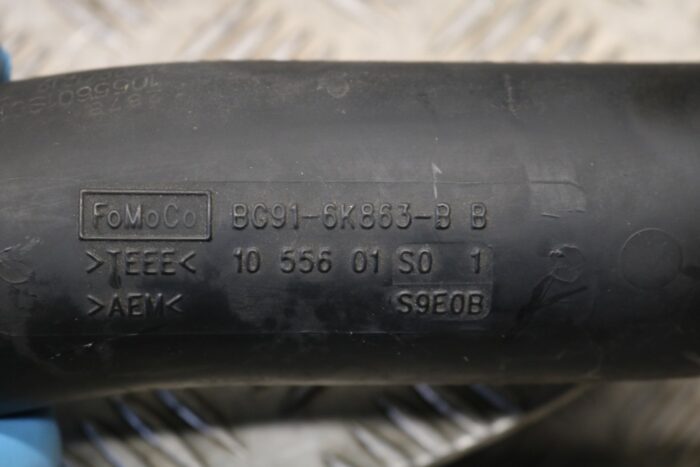 FoMoCo BG91-6K863-B B
>TEEE< 10 556 01 S0 1
>AEM< S9E0B